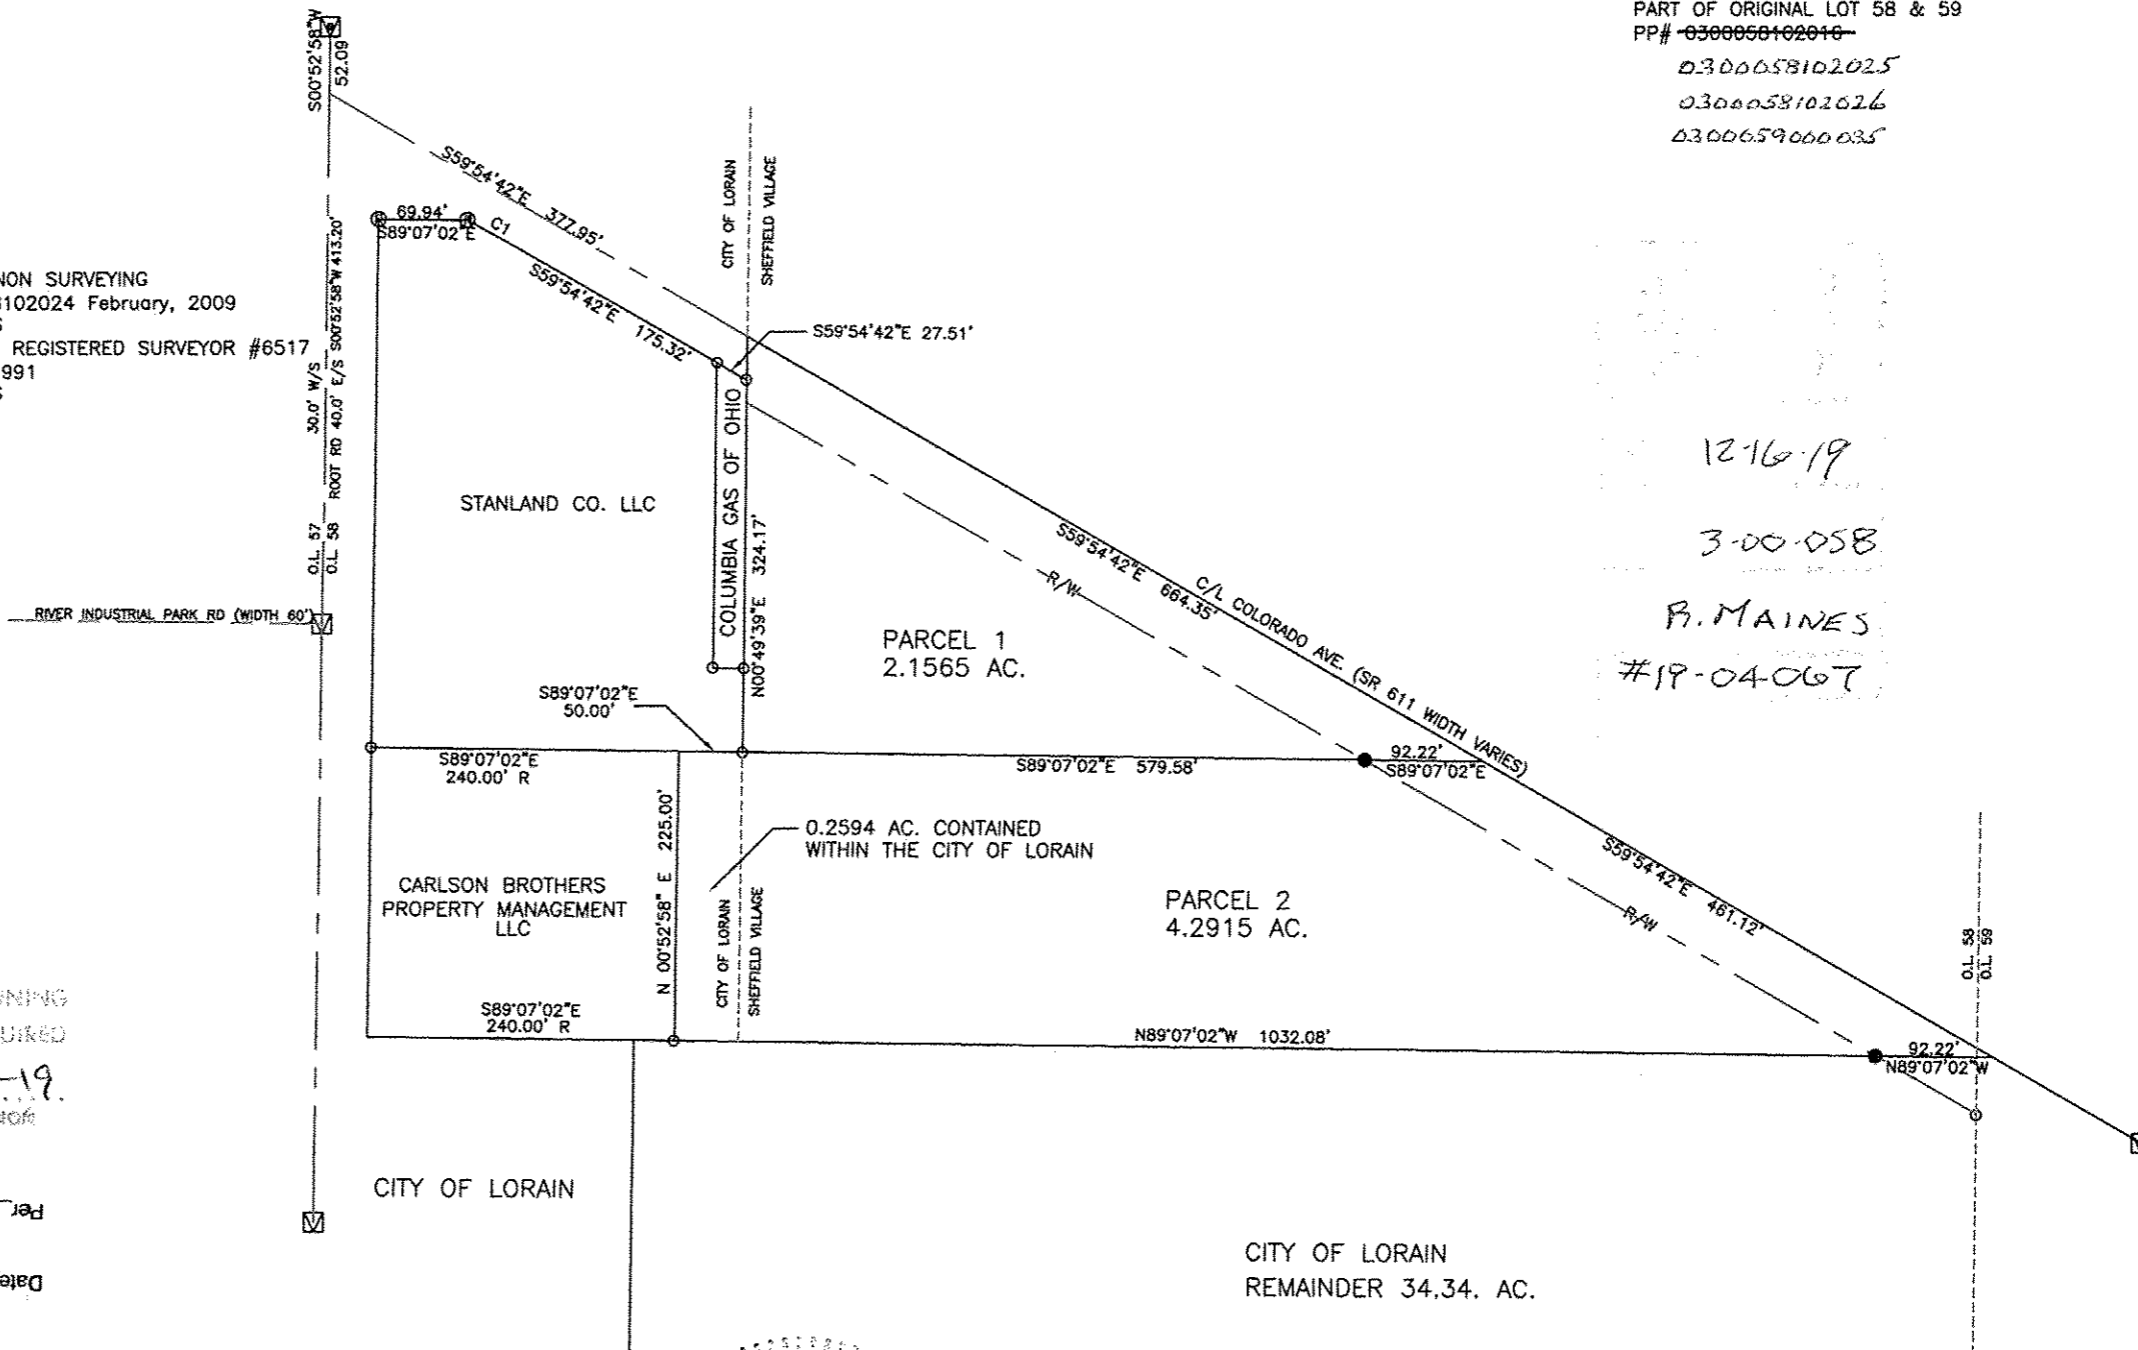 PART OF ORIGINAL LOT 58 & 59
PP# 0300058102016
0300058102025
0300058102026
0300059000035
S00°52'58"W
52.09
S59°54'42"E 377.95'
CITY OF LORAIN
SHEFFIELD VILLAGE
69.94'
S89°07'02"E
C1
S59°54'42"E 175.32'
S59°54'42"E 27.51'
NON SURVEYING
102024 February, 2009
REGISTERED SURVEYOR #6517
991
30.0' W/S
ROOT RD 40.0' E/S S00°52'58"W 413.20'
O.L. 57
O.L. 58
STANLAND CO. LLC
COLUMBIA GAS OF OHIO
N00°49'39"E 324.17'
12-16-19
3-00-058
R. MAINES
#19-04-067
S59°54'42"E 664.35'
C/L COLORADO AVE. (SR 611 WIDTH VARIES)
R/W
RIVER INDUSTRIAL PARK RD (WIDTH 60')
PARCEL 1
2.1565 AC.
S89°07'02"E
50.00'
S89°07'02"E
240.00' R
S89°07'02"E 579.58'
92.22'
S89°07'02"E
0.2594 AC. CONTAINED
WITHIN THE CITY OF LORAIN
N 00°52'58" E 225.00'
CARLSON BROTHERS
PROPERTY MANAGEMENT
LLC
CITY OF LORAIN
SHEFFIELD VILLAGE
PARCEL 2
4.2915 AC.
S59°54'42"E 461.12'
R/W
O.L. 58
O.L. 59
S89°07'02"E
240.00' R
N89°07'02"W 1032.08'
92.22'
N89°07'02"W
-19
CITY OF LORAIN
Per
Date
CITY OF LORAIN
REMAINDER 34.34. AC.